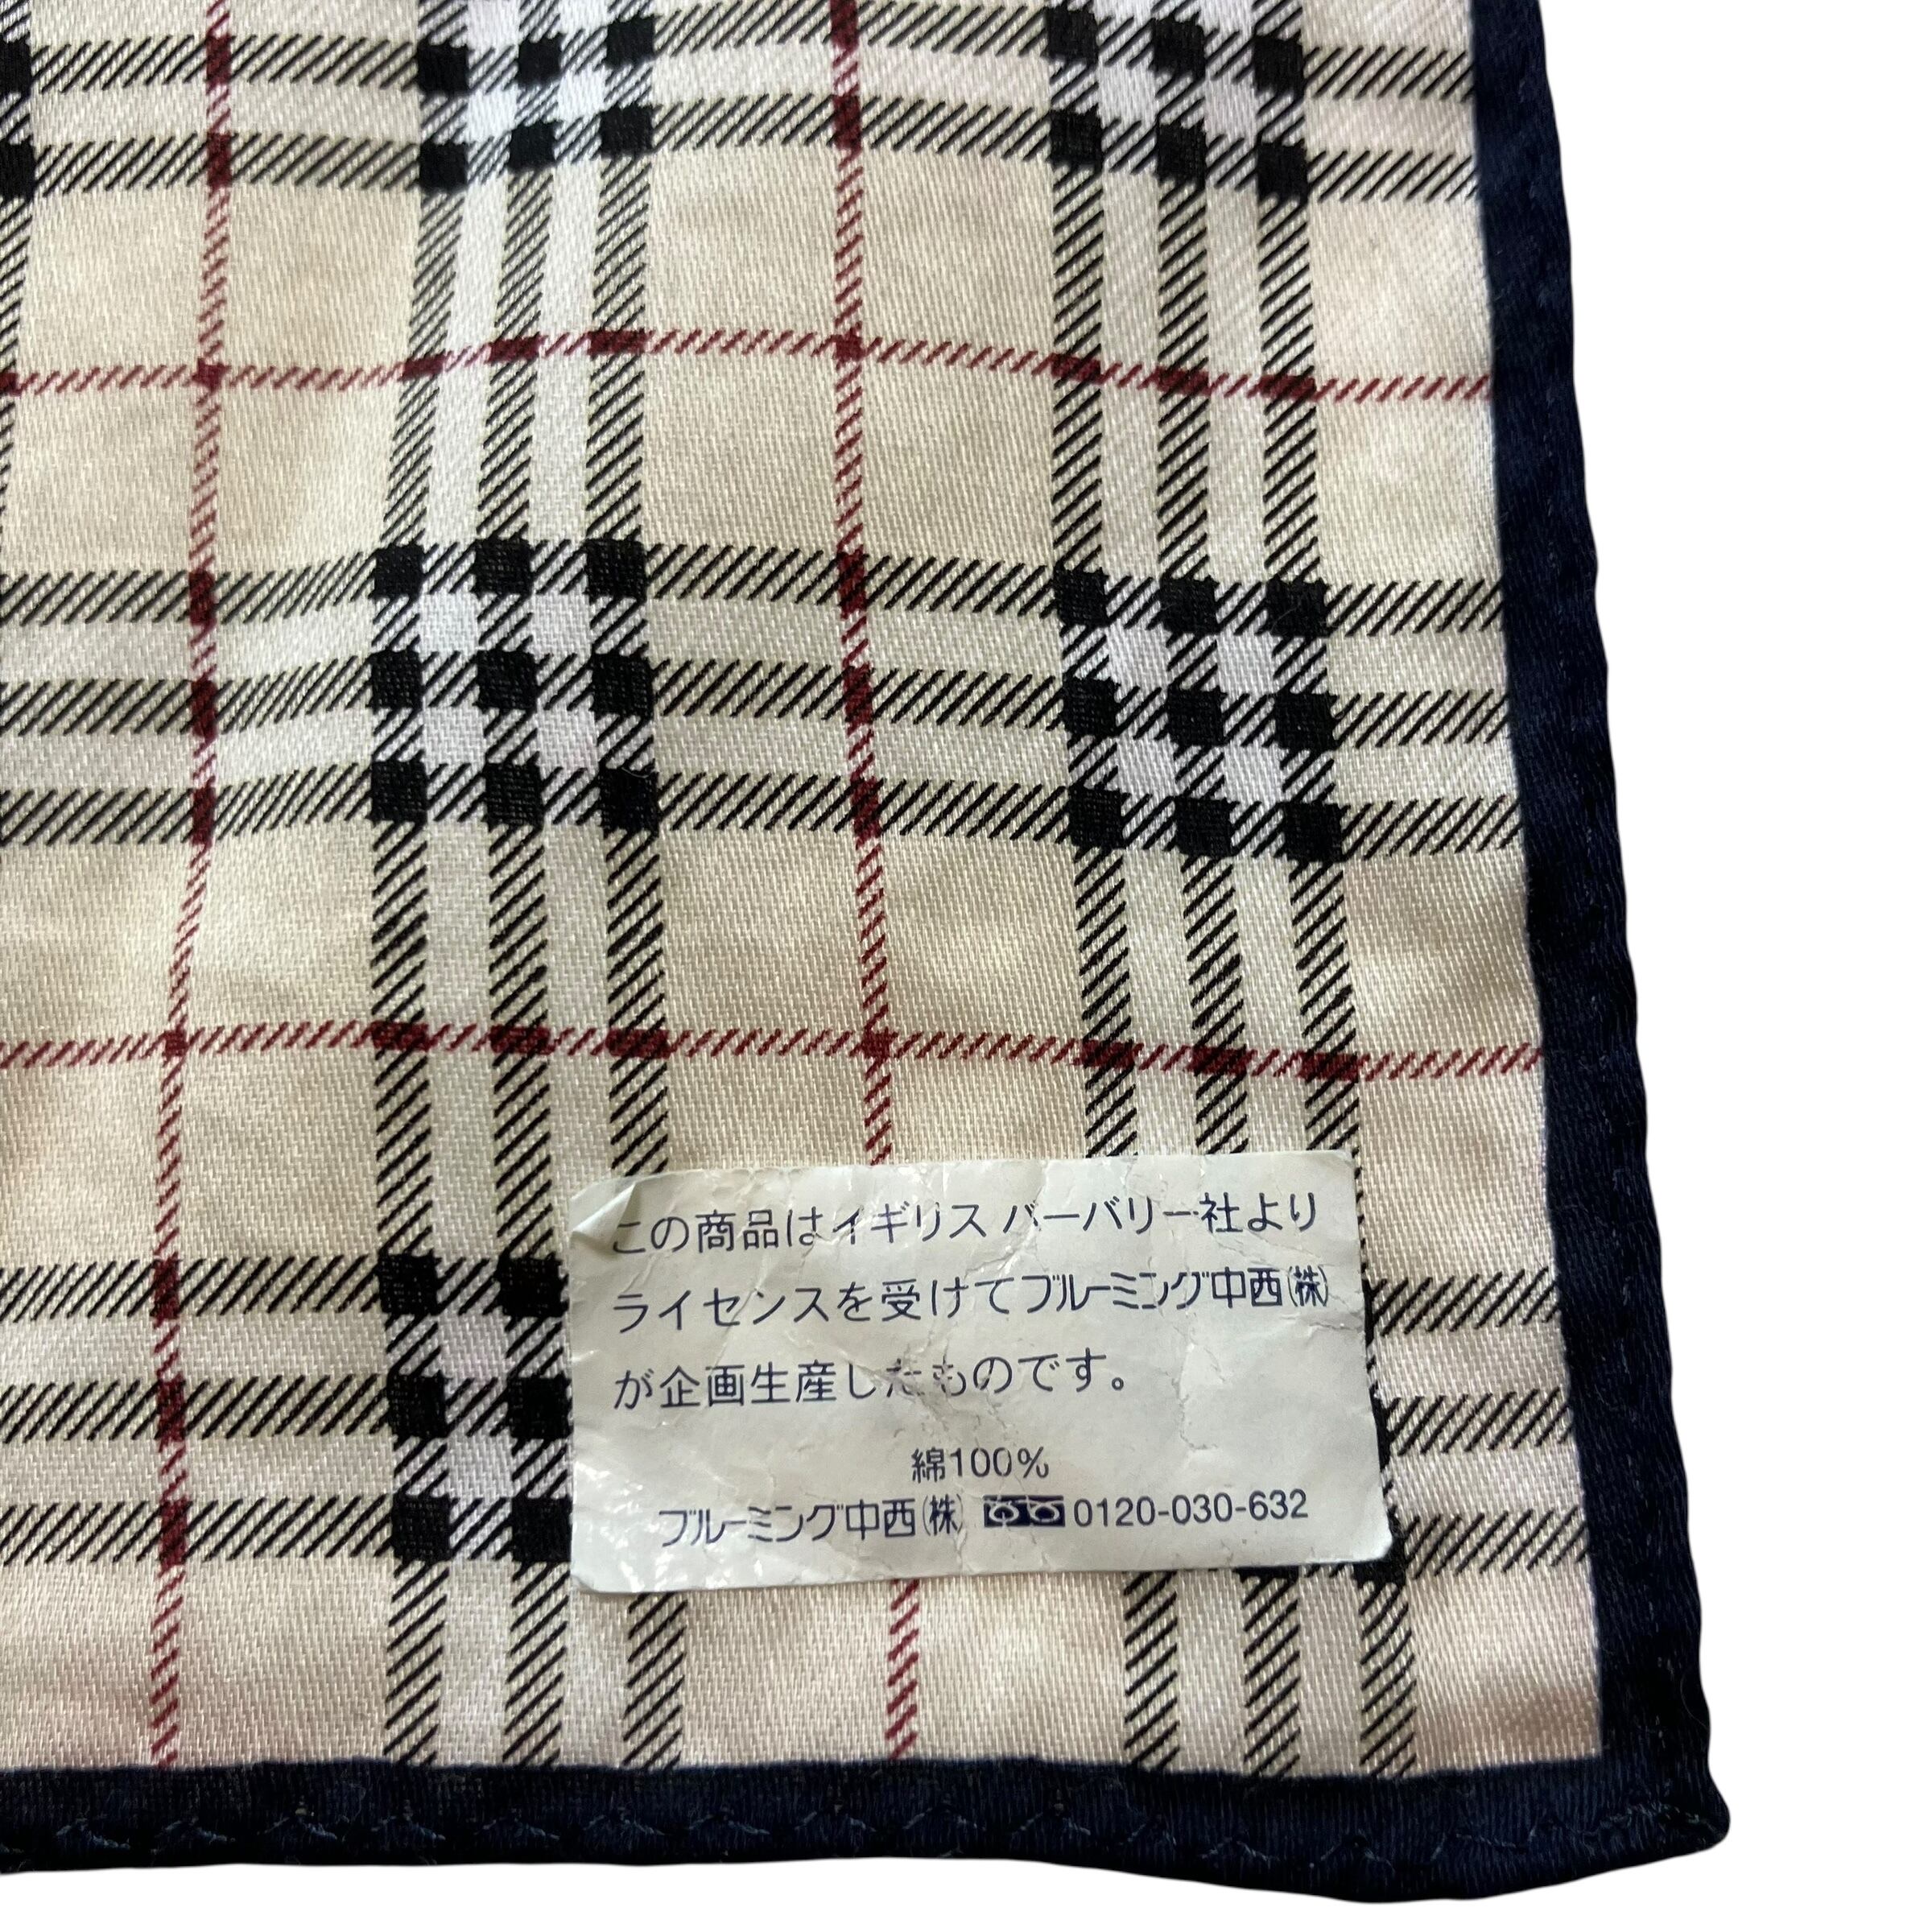 この商品はイギリス バーバリー社より
ライセンスを受けてブルーミング中西㈱
が企画生産したものです。
綿100%
ブルーミング中西㈱ 0120-030-632